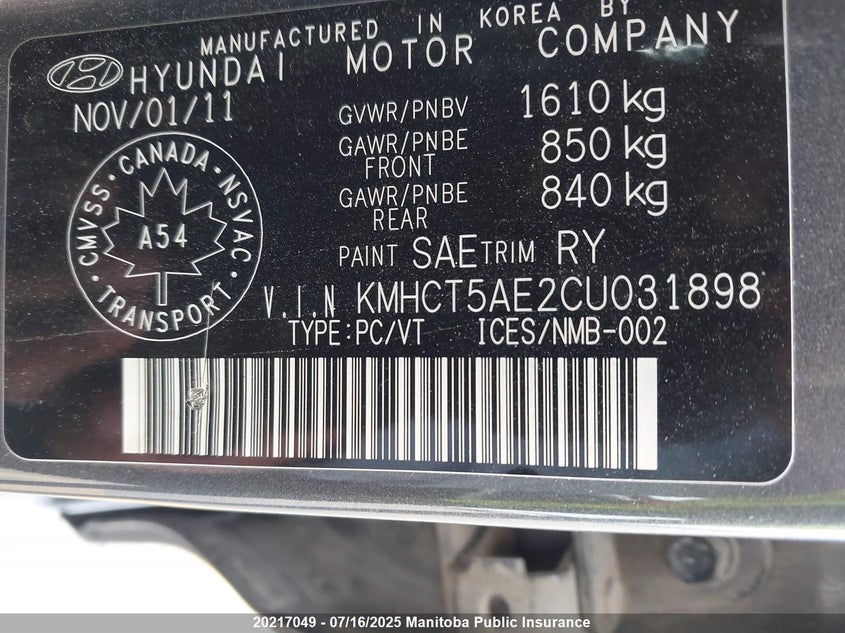 MANUFACTURED IN KOREA BY
HYUNDAI MOTOR COMPANY
NOV/01/11
GVWR/PNBV 1610 kg
GAWR/PNBE FRONT 850 kg
GAWR/PNBE REAR 840 kg
CMVSS · CANADA · NSVAC
A54
TRANSPORT
PAINT SAE TRIM RY
V.I.N KMHCT5AE2CU031898
TYPE:PC/VT ICES/NMB-002
20217049 - 07/16/2025 Manitoba Public Insurance